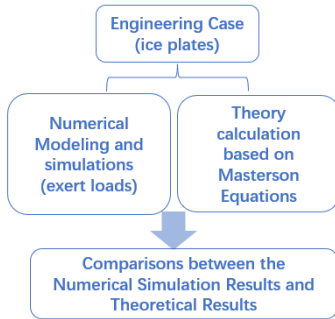 Engineering Case
(ice plates)
Numerical
Modeling and
simulations
(exert loads)
Theory
calculation
based on
Masterson
Equations
Comparisons between the
Numerical Simulation Results and
Theoretical Results